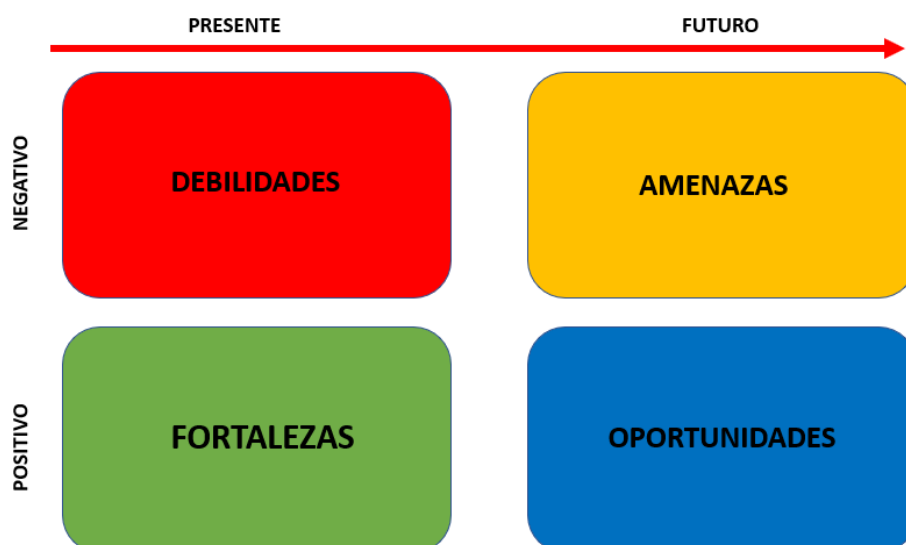 PRESENTE
FUTURO
NEGATIVO
DEBILIDADES
AMENAZAS
POSITIVO
FORTALEZAS
OPORTUNIDADES